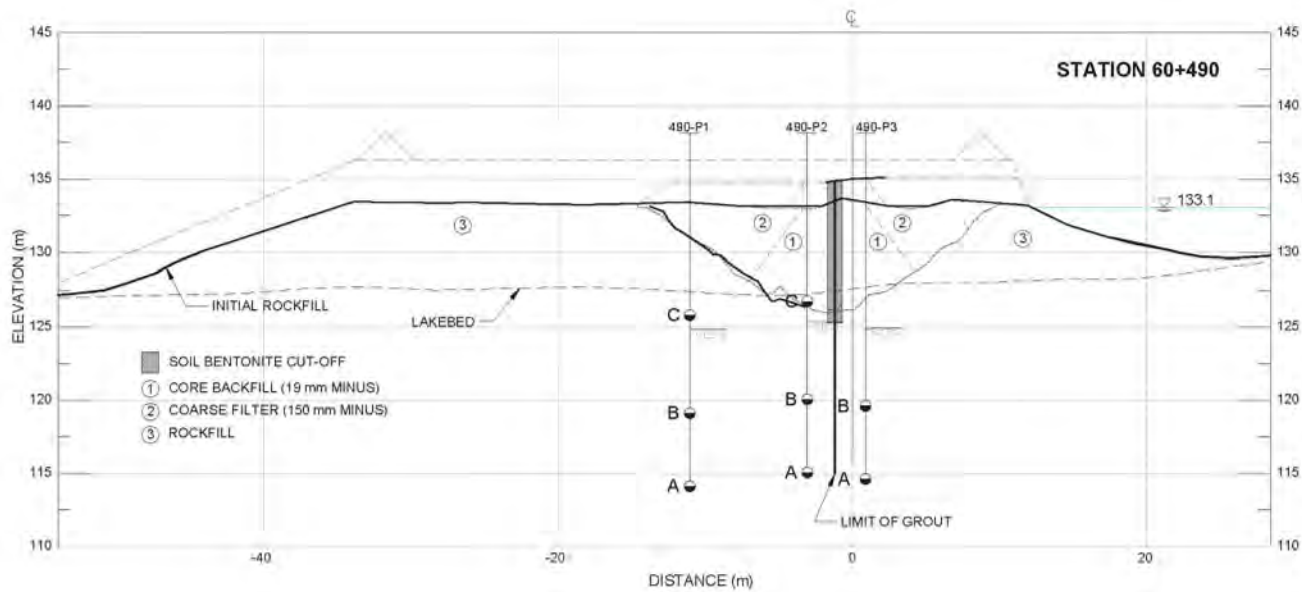 ℄
145
145
STATION 60+490
140
140
490-P1
490-P2
490-P3
135
135
133.1
2
2
3
1
1
3
130
130
INITIAL ROCKFILL
LAKEBED
C
C
125
125
SOIL BENTONITE CUT-OFF
1 CORE BACKFILL (19 mm MINUS)
2 COARSE FILTER (150 mm MINUS)
3 ROCKFILL
120
120
B
B
B
115
115
A
A
A
LIMIT OF GROUT
110
110
-40
-20
0
20
ELEVATION (m)
DISTANCE (m)